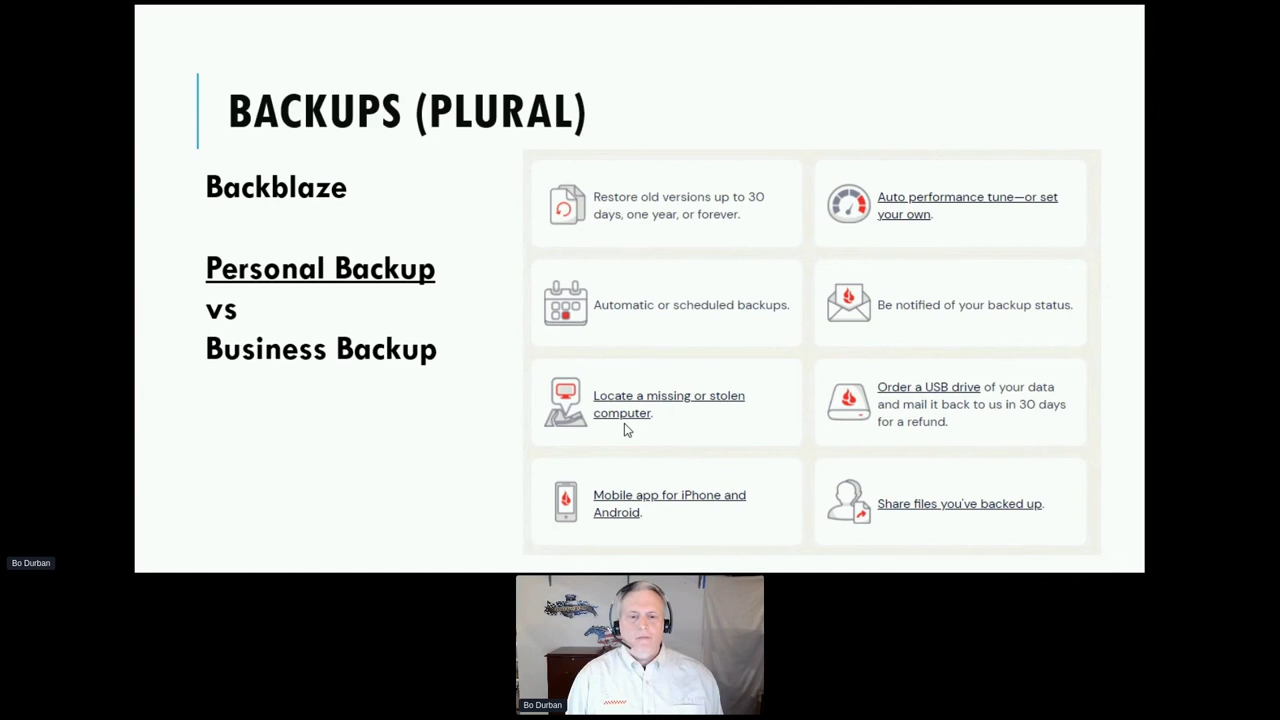 BACKUPS (PLURAL)
Backblaze
Personal Backup
vs
Business Backup
Restore old versions up to 30
days, one year, or forever.
Auto performance tune—or set
your own.
Automatic or scheduled backups.
Be notified of your backup status.
Locate a missing or stolen
computer.
Order a USB drive of your data
and mail it back to us in 30 days
for a refund.
Mobile app for iPhone and
Android.
Share files you've backed up.
Bo Durban
Bo Durban